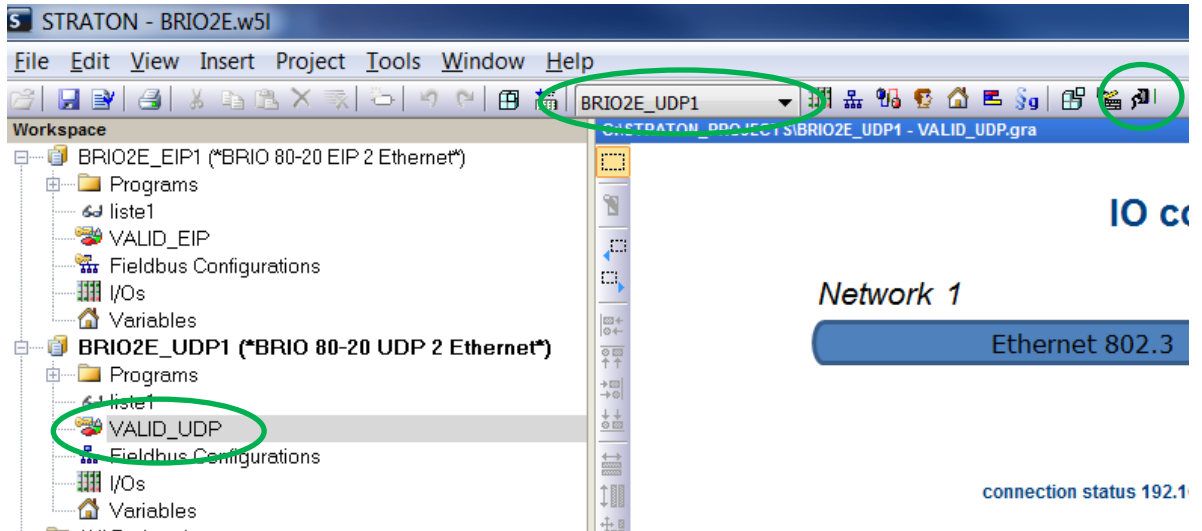 STRATON - BRIO2E.w5l
File Edit View Insert Project Tools Window Help
BRIO2E_UDP1
Workspace
C:\STRATON_PROJECTS\BRIO2E_UDP1 - VALID_UDP.gra
BRIO2E_EIP1 (*BRIO 80-20 EIP 2 Ethernet*)
Programs
liste1
VALID_EIP
Fieldbus Configurations
I/Os
Variables
BRIO2E_UDP1 (*BRIO 80-20 UDP 2 Ethernet*)
Programs
liste1
VALID_UDP
Fieldbus Configurations
I/Os
Variables
IO co
Network 1
Ethernet 802.3
connection status 192.1